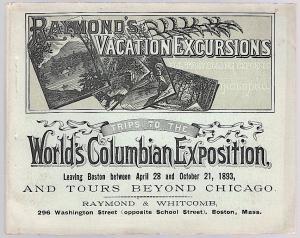 RAYMOND'S
VACATION EXCURSIONS
TRIPS TO THE
World's Columbian Exposition,
Leaving Boston between April 28 and October 21, 1893,
AND TOURS BEYOND CHICAGO.
RAYMOND & WHITCOMB,
296 Washington Street (opposite School Street), Boston, Mass.